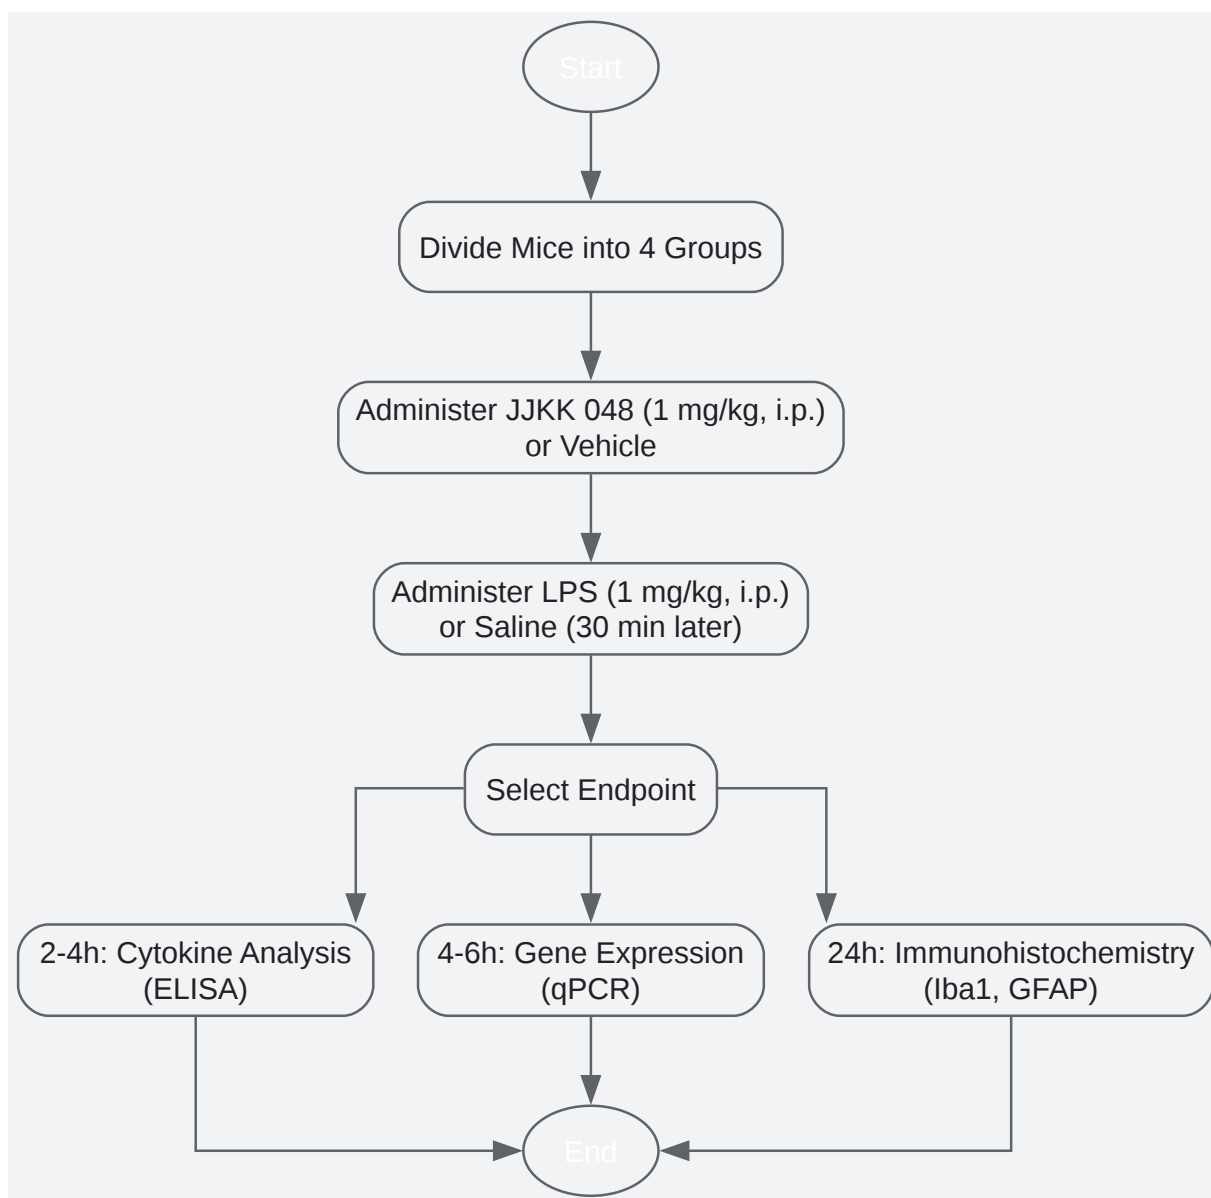 Start
Divide Mice into 4 Groups
Administer JJKK 048 (1 mg/kg, i.p.)
or Vehicle
Administer LPS (1 mg/kg, i.p.)
or Saline (30 min later)
Select Endpoint
2-4h: Cytokine Analysis
(ELISA)
4-6h: Gene Expression
(qPCR)
24h: Immunohistochemistry
(Iba1, GFAP)
End